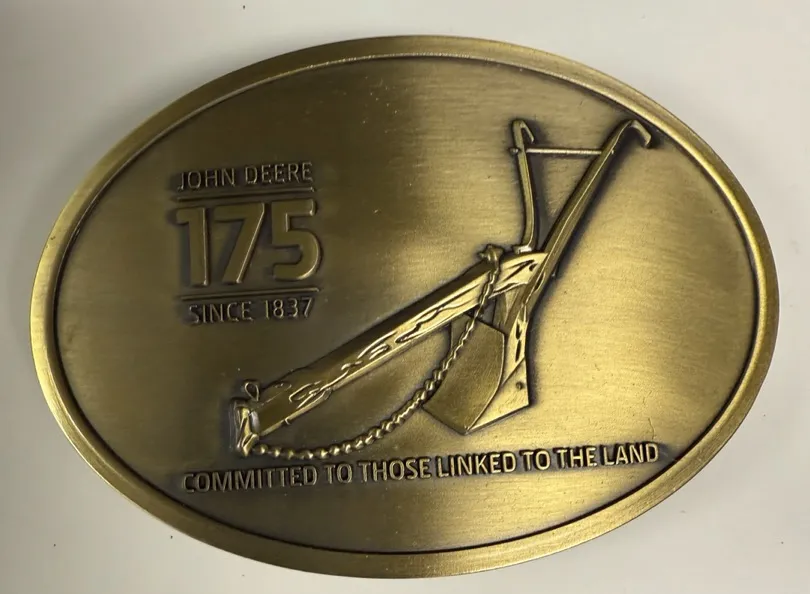 JOHN DEERE
175
SINCE 1837
COMMITTED TO THOSE LINKED TO THE LAND